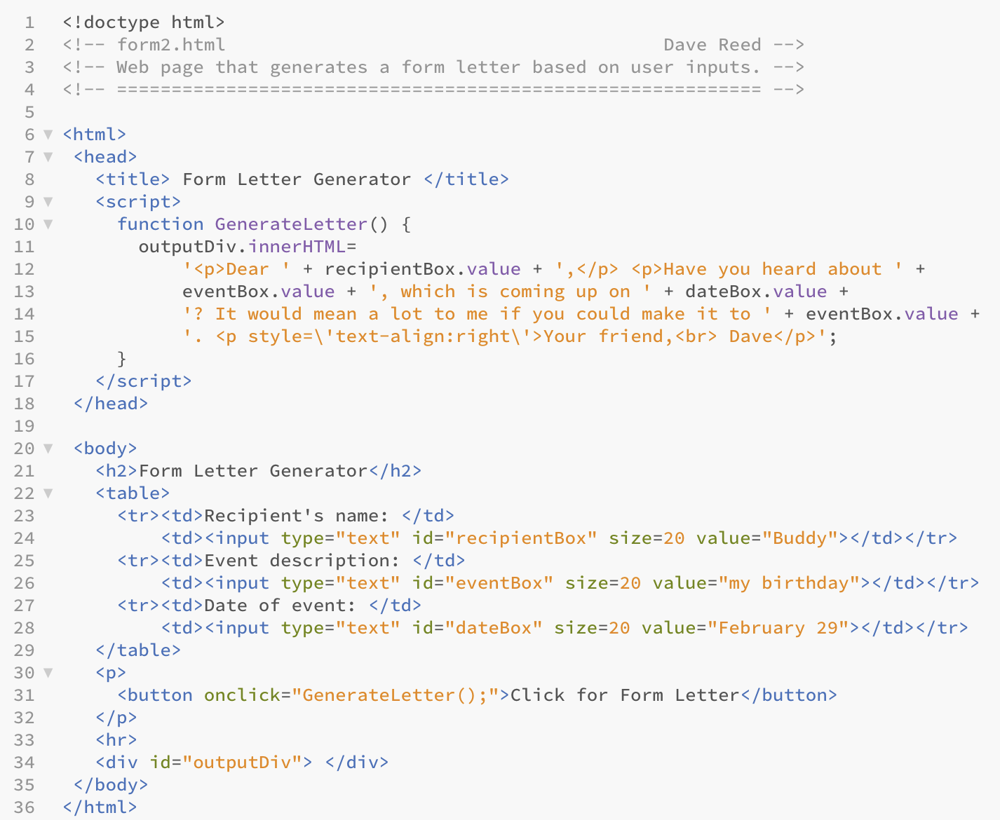 1 <!doctype html>
2 <!-- form2.html                                        Dave Reed -->
3 <!-- Web page that generates a form letter based on user inputs. -->
4 <!-- =========================================================== -->
5
6 <html>
7  <head>
8    <title> Form Letter Generator </title>
9    <script>
10      function GenerateLetter() {
11        outputDiv.innerHTML=
12            '<p>Dear ' + recipientBox.value + ',</p> <p>Have you heard about ' +
13            eventBox.value + ', which is coming up on ' + dateBox.value +
14            '? It would mean a lot to me if you could make it to ' + eventBox.value +
15            '. <p style=\'text-align:right\'>Your friend,<br> Dave</p>';
16      }
17    </script>
18  </head>
19
20  <body>
21    <h2>Form Letter Generator</h2>
22    <table>
23      <tr><td>Recipient's name: </td>
24          <td><input type="text" id="recipientBox" size=20 value="Buddy"></td></tr>
25      <tr><td>Event description: </td>
26          <td><input type="text" id="eventBox" size=20 value="my birthday"></td></tr>
27      <tr><td>Date of event: </td>
28          <td><input type="text" id="dateBox" size=20 value="February 29"></td></tr>
29    </table>
30    <p>
31      <button onclick="GenerateLetter();">Click for Form Letter</button>
32    </p>
33    <hr>
34    <div id="outputDiv"> </div>
35  </body>
36 </html>